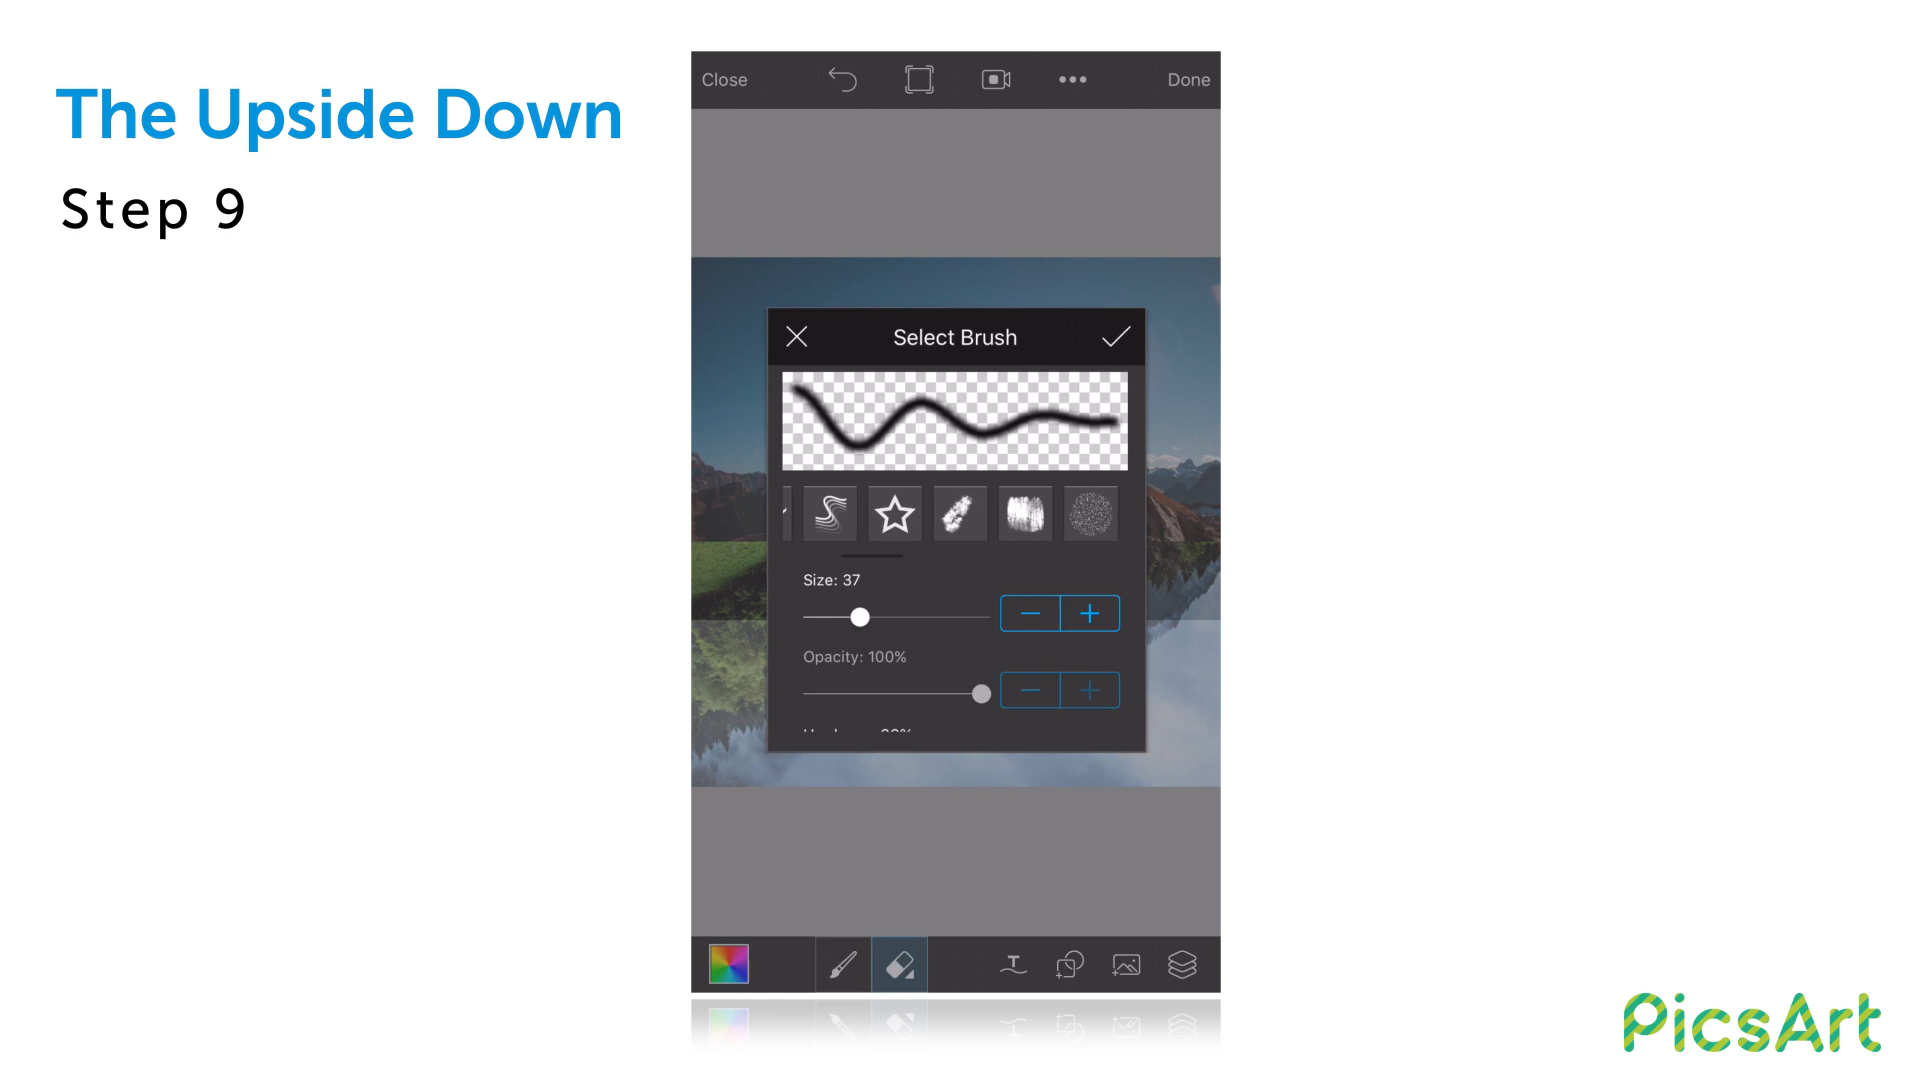 The Upside Down
Step 9
Close
Done
Select Brush
Size: 37
Opacity: 100%
T
PicsArt